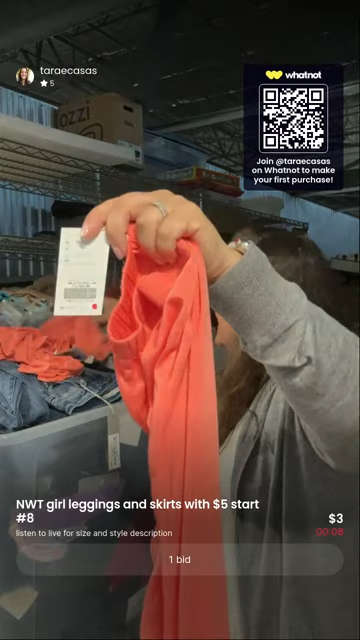 taraecasas
★ 5
whatnot
Join @taraecasas
on Whatnot to make
your first purchase!
ozzi
NWT girl leggings and skirts with $5 start
#8
$3
listen to live for size and style description
00:08
1 bid